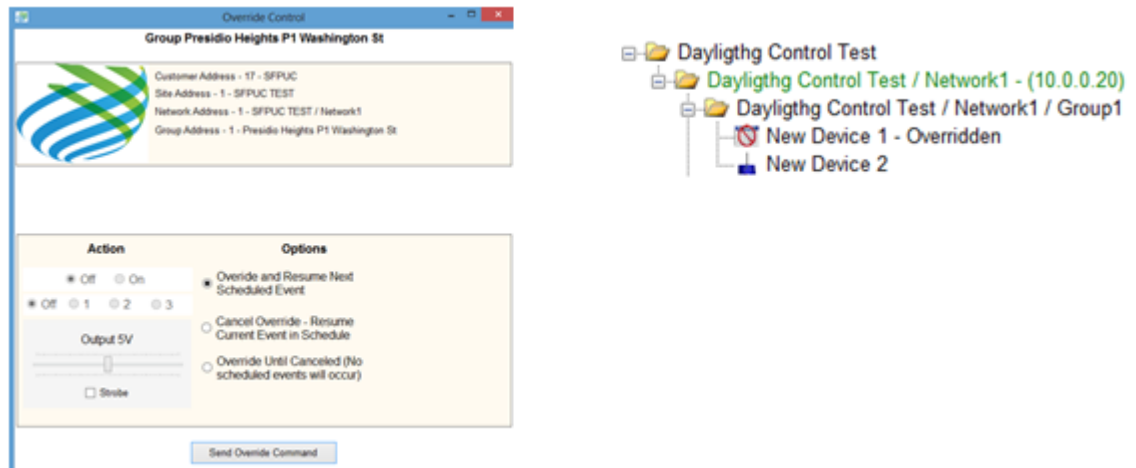 Override Control
Group Presidio Heights P1 Washington St
Customer Address - 17 - SFPUC
Site Address - 1 - SFPUC TEST
Network Address - 1 - SFPUC TEST / Network1
Group Address - 1 - Presidio Heights P1 Washington St
Action
Off On
Off 1 2 3
Output 5V
Strobe
Options
Overide and Resume Next
Scheduled Event
Cancel Override - Resume
Current Event in Schedule
Override Until Canceled (No
scheduled events will occur)
Send Override Command
Dayligthg Control Test
Dayligthg Control Test / Network1 - (10.0.0.20)
Dayligthg Control Test / Network1 / Group1
New Device 1 - Overridden
New Device 2